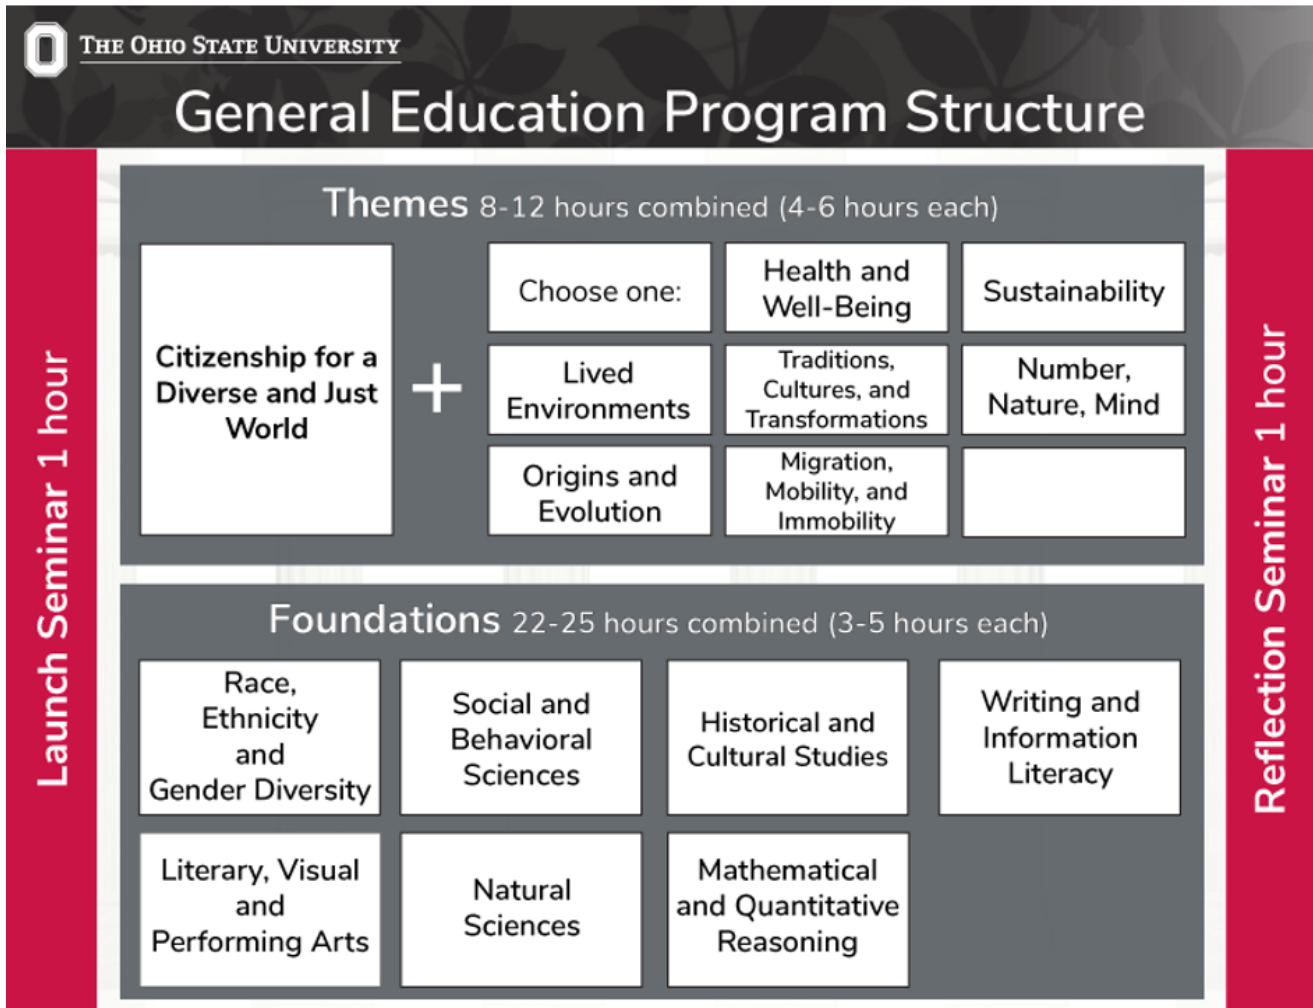 THE OHIO STATE UNIVERSITY
General Education Program Structure
Launch Seminar 1 hour
Themes 8-12 hours combined (4-6 hours each)
Citizenship for a
Diverse and Just
World
+
Choose one:
Health and
Well-Being
Sustainability
Lived
Environments
Traditions,
Cultures, and
Transformations
Number,
Nature, Mind
Origins and
Evolution
Migration,
Mobility, and
Immobility
Foundations 22-25 hours combined (3-5 hours each)
Race,
Ethnicity
and
Gender Diversity
Social and
Behavioral
Sciences
Historical and
Cultural Studies
Writing and
Information
Literacy
Literary, Visual
and
Performing Arts
Natural
Sciences
Mathematical
and Quantitative
Reasoning
Reflection Seminar 1 hour